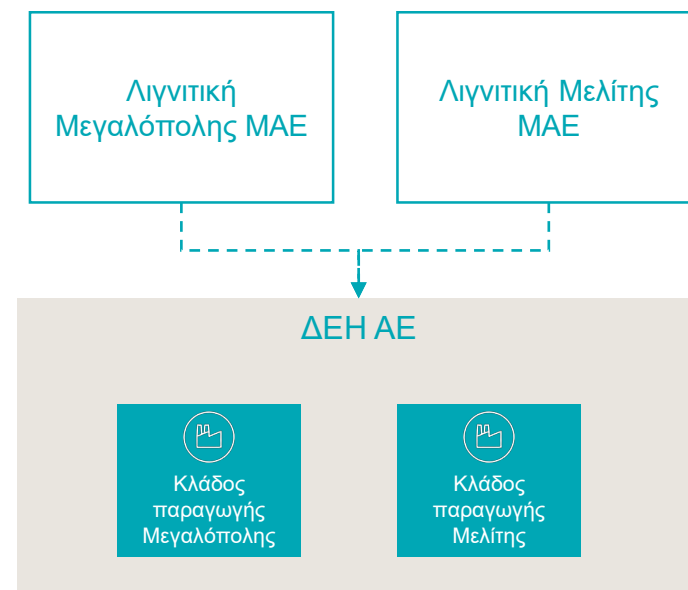 Λιγνιτική
Μεγαλόπολης ΜΑΕ
Λιγνιτική Μελίτης
ΜΑΕ
ΔΕΗ ΑΕ
Κλάδος
παραγωγής
Μεγαλόπολης
Κλάδος
παραγωγής
Μελίτης